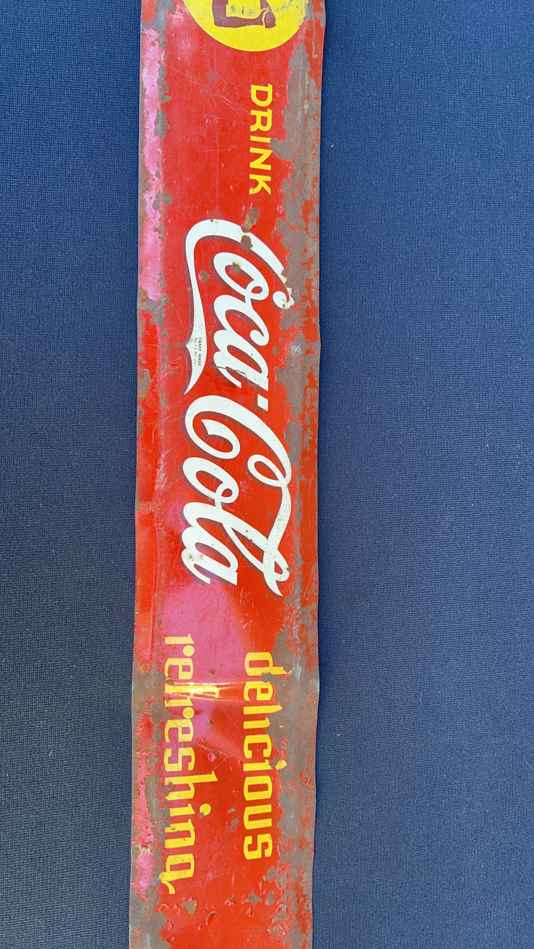 DRINK
Coca-Cola
delicious
refreshing